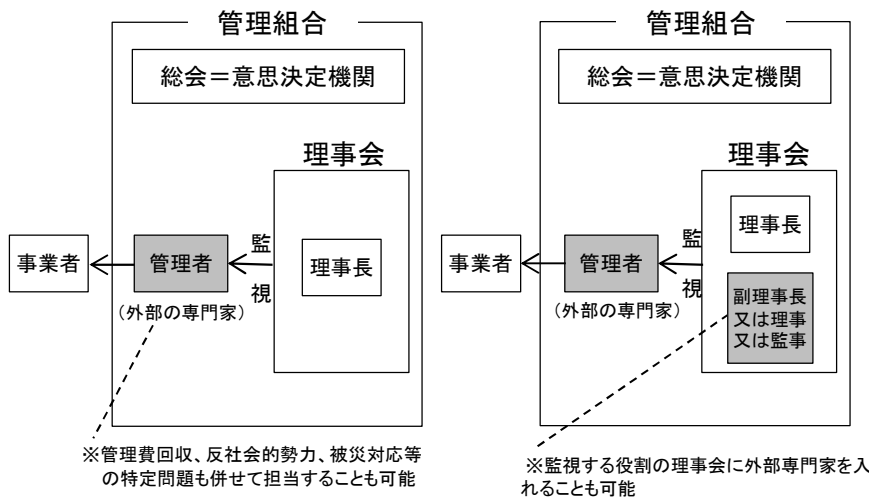 管理組合
総会＝意思決定機関
理事会
監
視
事業者
管理者
理事長
（外部の専門家）
※管理費回収、反社会的勢力、被災対応等
の特定問題も併せて担当することも可能
管理組合
総会＝意思決定機関
理事会
理事長
監
視
事業者
管理者
（外部の専門家）
副理事長
又は理事
又は監事
※監視する役割の理事会に外部専門家を入
れることも可能